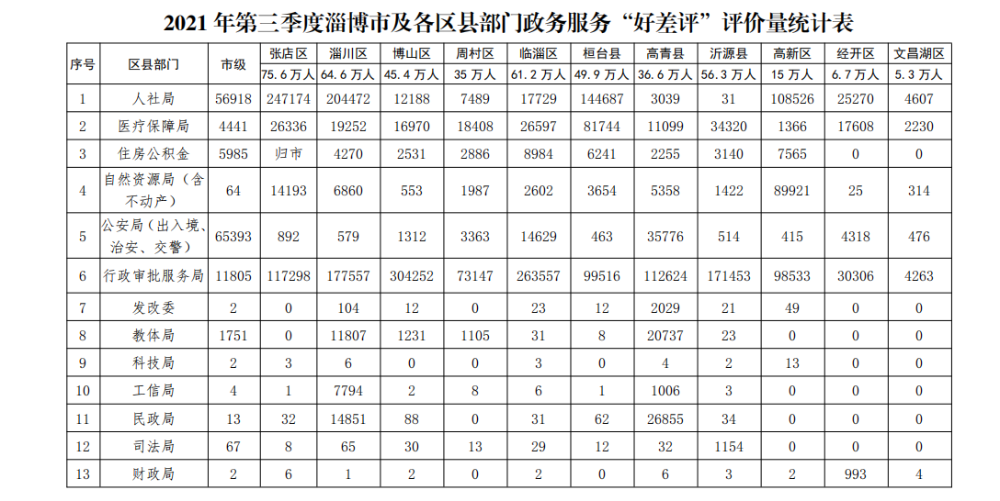 2021 年第三季度淄博市及各区县部门政务服务“好差评”评价量统计表
序号 区县部门 市级 张店区 淄川区 博山区 周村区 临淄区 桓台县 高青县 沂源县 高新区 经开区 文昌湖区
75.6 万人 64.6 万人 45.4 万人 35 万人 61.2 万人 49.9 万人 36.6 万人 56.3 万人 15 万人 6.7 万人 5.3 万人
1 人社局 56918 247174 204472 12188 7489 17729 144687 3039 31 108526 25270 4607
2 医疗保障局 4441 26336 19252 16970 18408 26597 81744 11099 34320 1366 17608 2230
3 住房公积金 5985 归市 4270 2531 2886 8984 6241 2255 3140 7565 0 0
4 自然资源局（含
不动产） 64 14193 6860 553 1987 2602 3654 5358 1422 89921 25 314
5 公安局（出入境、
治安、交警） 65393 892 579 1312 3363 14629 463 35776 514 415 4318 476
6 行政审批服务局 11805 117298 177557 304252 73147 263557 99516 112624 171453 98533 30306 4263
7 发改委 2 0 104 12 0 23 12 2029 21 49 0 0
8 教体局 1751 0 11807 1231 1105 31 8 20737 23 0 0 0
9 科技局 2 3 6 0 0 3 0 4 2 13 0 0
10 工信局 4 1 7794 2 8 6 1 1006 3 0 0 0
11 民政局 13 32 14851 88 0 31 62 26855 34 0 0 0
12 司法局 67 8 65 30 13 29 12 32 1154 0 0 0
13 财政局 2 6 1 2 0 2 0 6 3 2 993 4